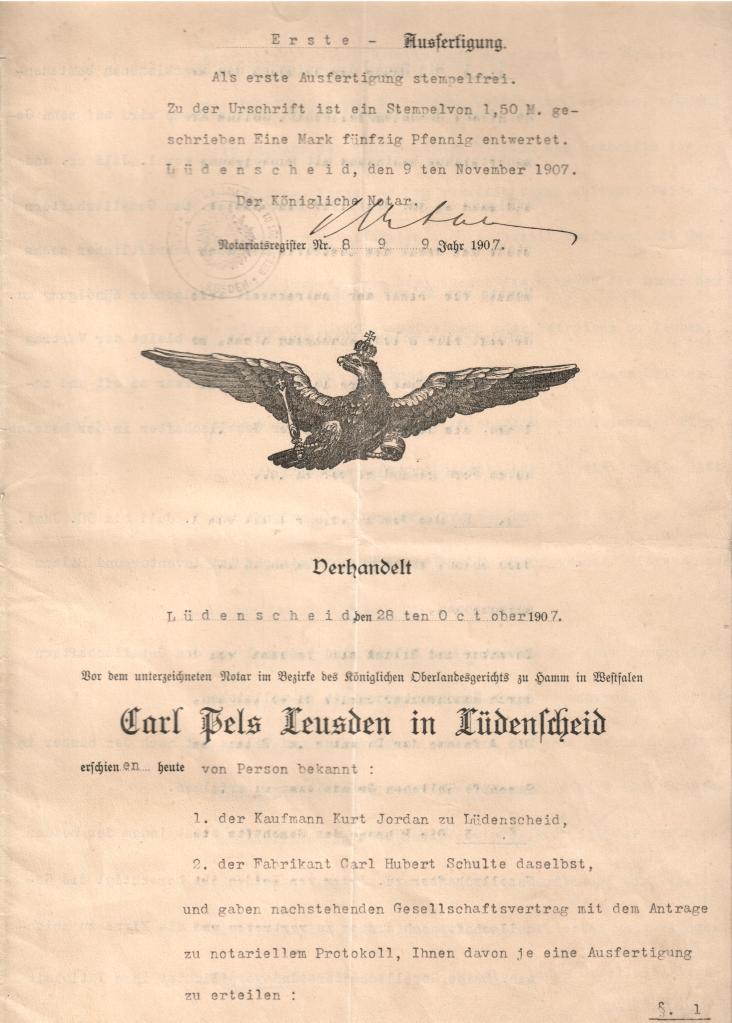 Erste - Ausfertigung.
Als erste Ausfertigung stempelfrei.
Zu der Urschrift ist ein Stempelvon 1,50 M. ge-
schrieben Eine Mark fünfzig Pfennig entwertet.
Lüdenscheid, den 9 ten November 1907.
Der Königliche Notar.
Notariatsregister Nr. 8 9 9 Jahr 1907.
Verhandelt
Lüdenscheid, den 28 ten October 1907.
Vor dem unterzeichneten Notar im Bezirke des Königlichen Oberlandesgerichts zu Hamm in Westfalen
Carl Pels Leusden in Lüdenscheid
erschienen heute von Person bekannt :
1. der Kaufmann Kurt Jordan zu Lüdenscheid,
2. der Fabrikant Carl Hubert Schulte daselbst,
und gaben nachstehenden Gesellschaftsvertrag mit dem Antrage
zu notariellem Protokoll, Ihnen davon je eine Ausfertigung
zu erteilen :
§. 1